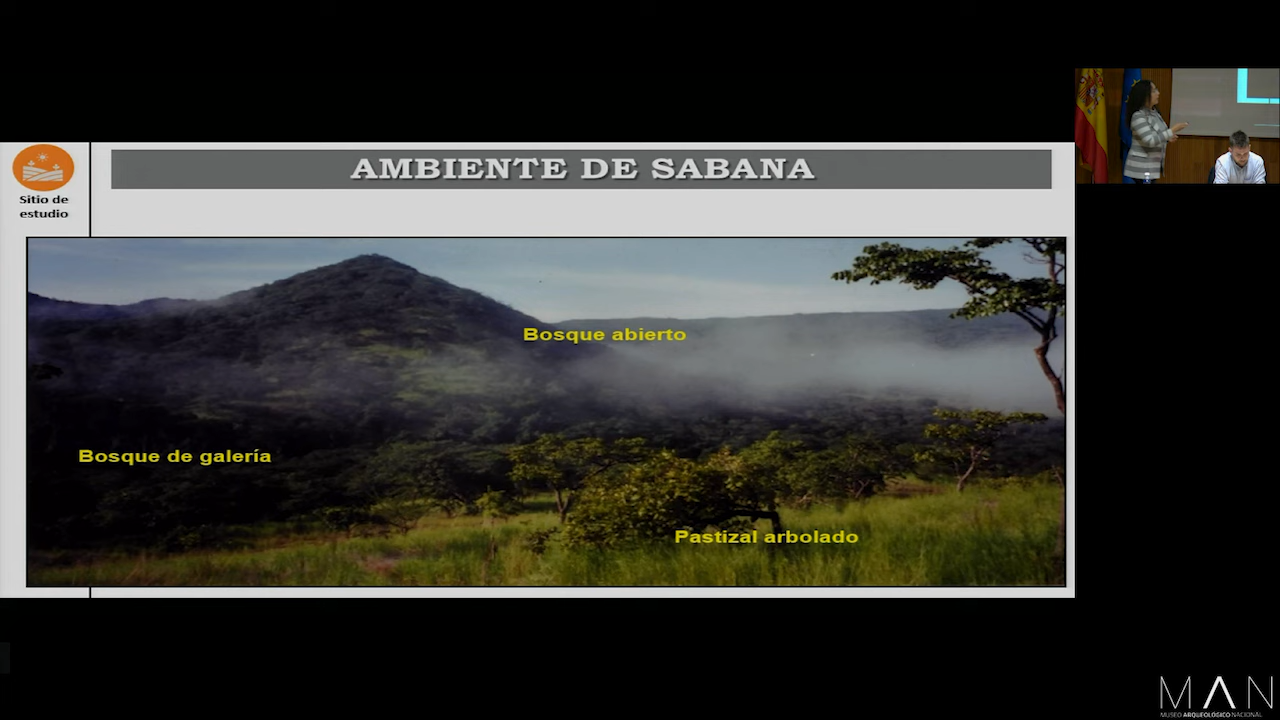 AMBIENTE DE SABANA
Sitio de
estudio
Bosque abierto
Bosque de galería
Pastizal arbolado
MAN
MUSEO ARQUEOLÓGICO NACIONAL